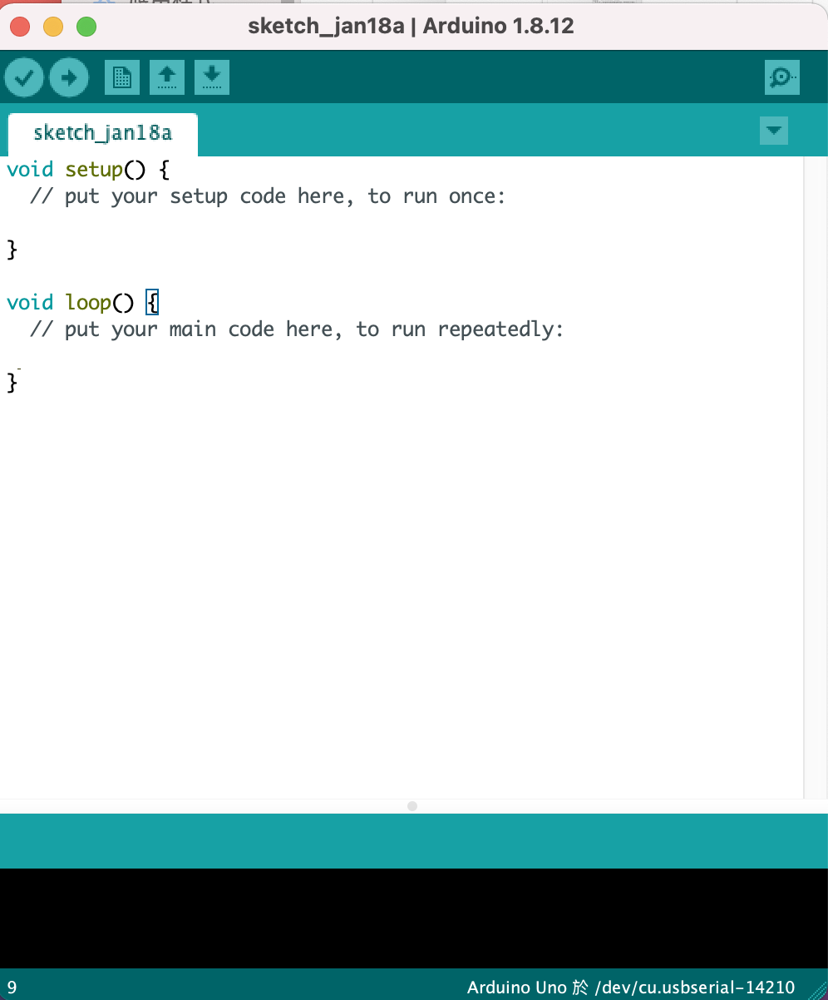 sketch_jan18a | Arduino 1.8.12
sketch_jan18a
void setup() {
  // put your setup code here, to run once:
}
void loop() {
  // put your main code here, to run repeatedly:
}
9
Arduino Uno 於 /dev/cu.usbserial-14210